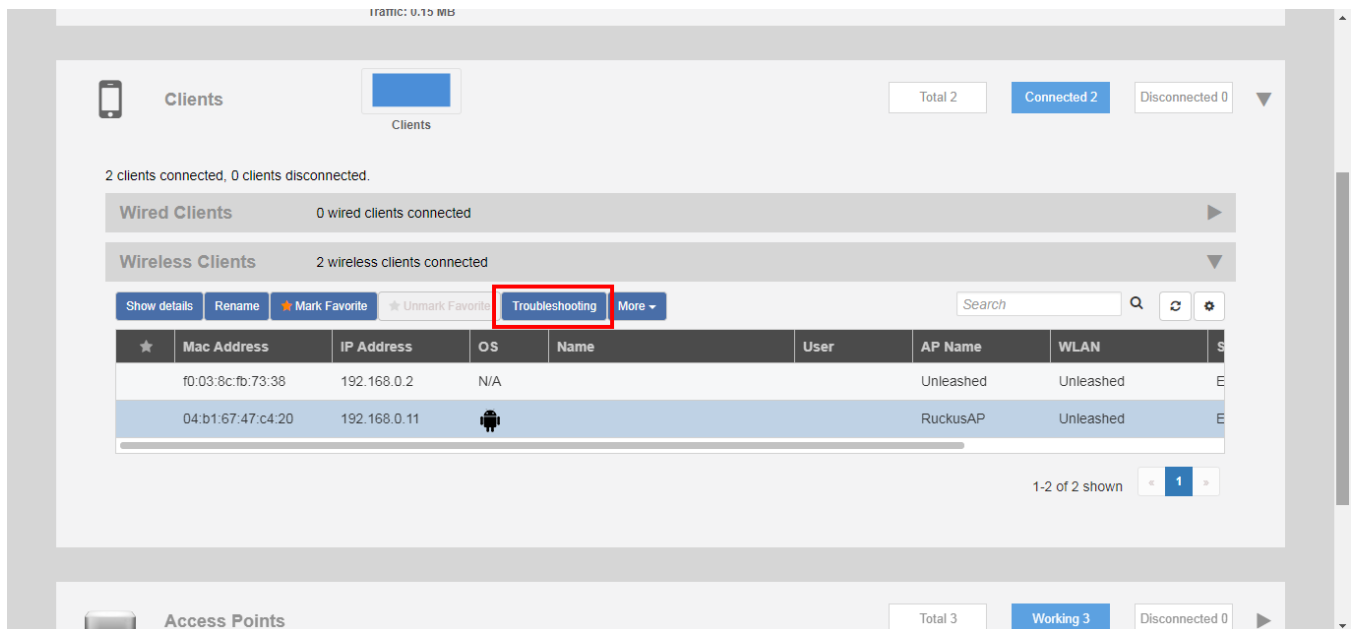 Traffic: 0.15 MB
Clients
Total 2
Connected 2
Disconnected 0
Clients
2 clients connected, 0 clients disconnected.
Wired Clients 0 wired clients connected
Wireless Clients 2 wireless clients connected
Show details Rename Mark Favorite Unmark Favorite Troubleshooting More Search
Mac Address IP Address OS Name User AP Name WLAN S
f0:03:8c:fb:73:38 192.168.0.2 N/A Unleashed Unleashed E
04:b1:67:47:c4:20 192.168.0.11 RuckusAP Unleashed E
1-2 of 2 shown « 1 »
Access Points Total 3 Working 3 Disconnected 0